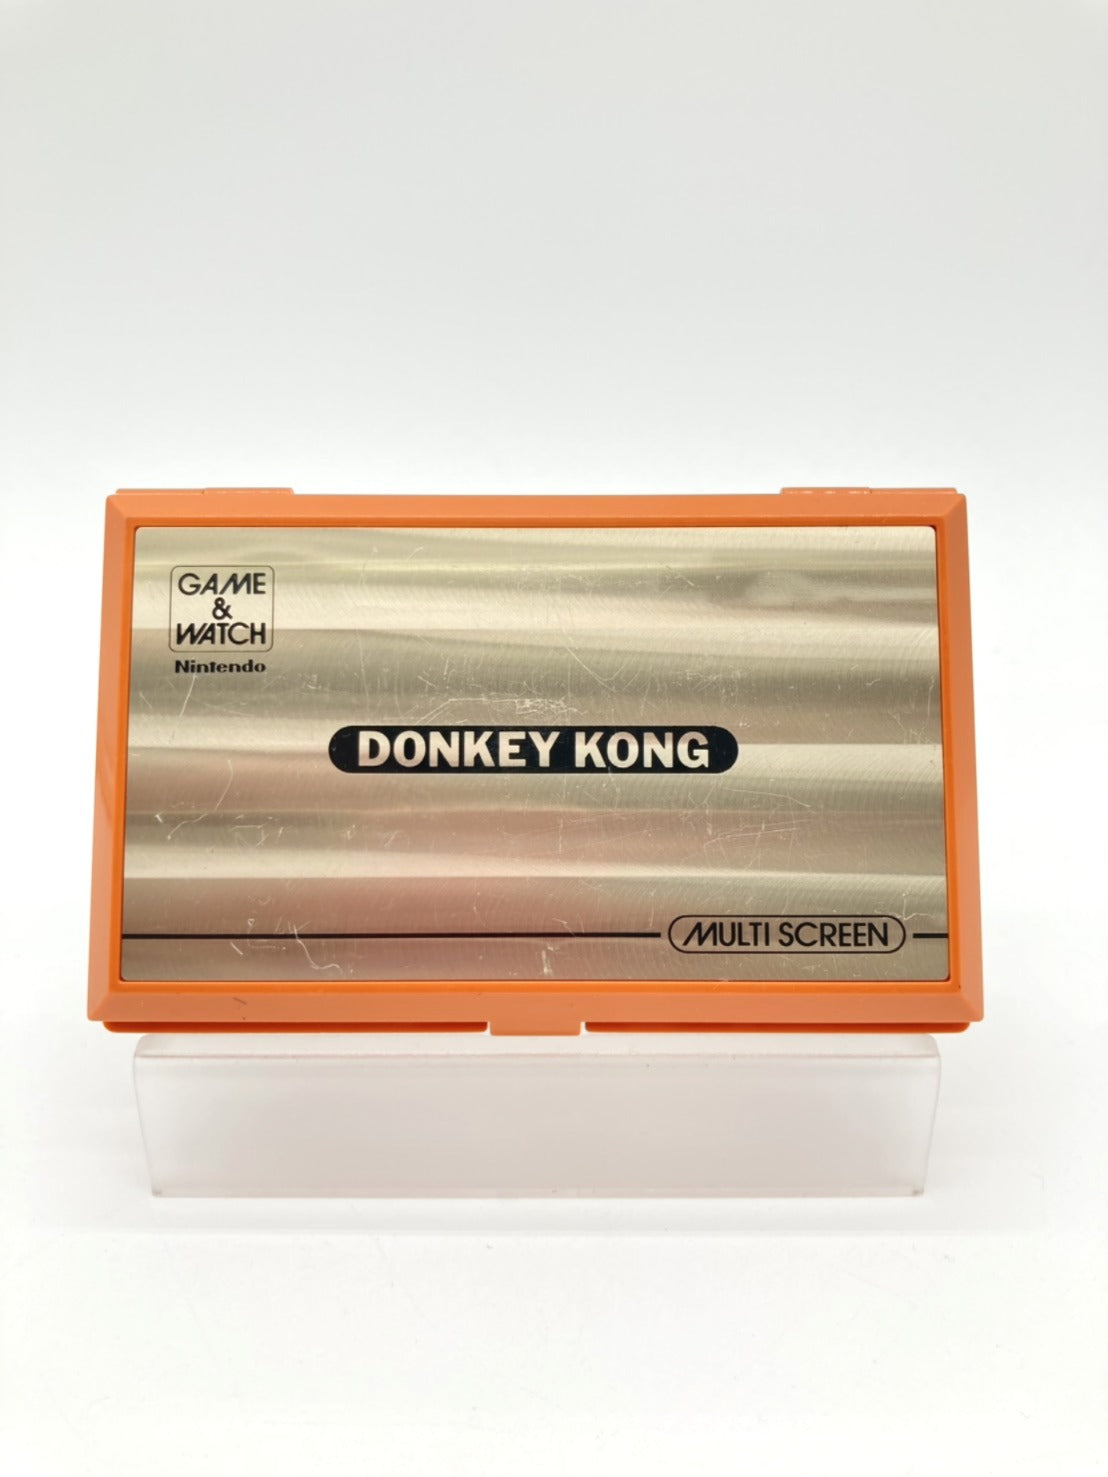 GAME
&
WATCH
Nintendo
DONKEY KONG
MULTI SCREEN